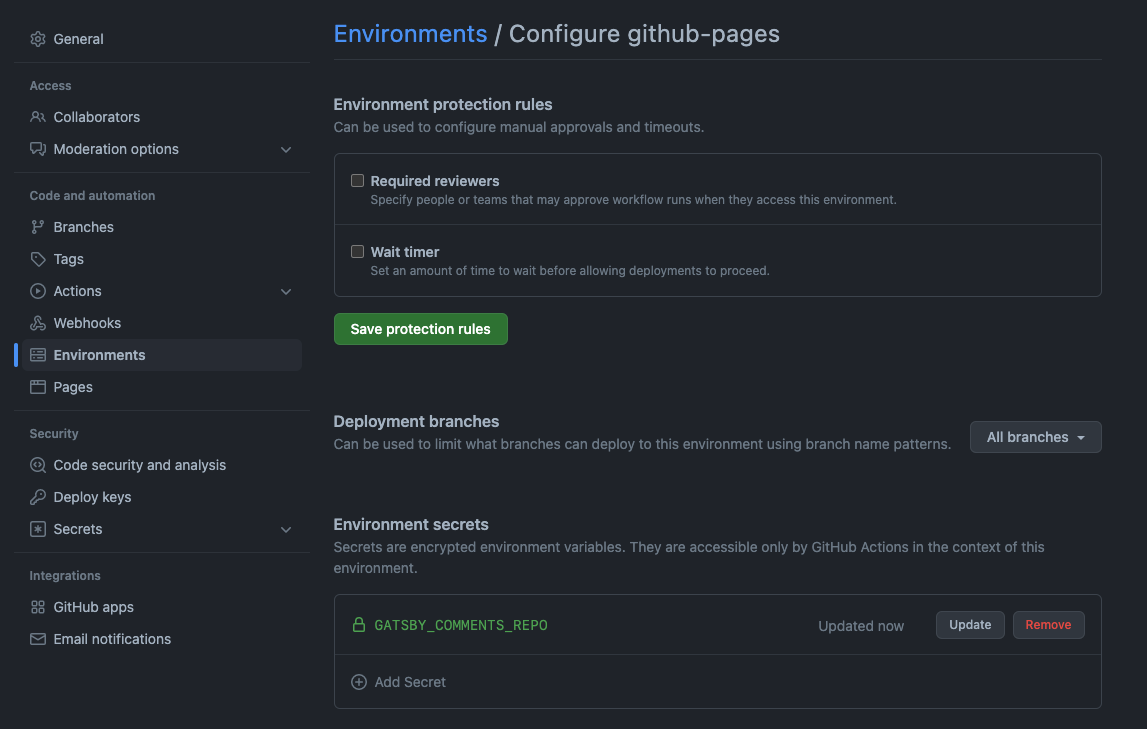 General
Access
Collaborators
Moderation options
Code and automation
Branches
Tags
Actions
Webhooks
Environments
Pages
Security
Code security and analysis
Deploy keys
Secrets
Integrations
GitHub apps
Email notifications
Environments / Configure github-pages
Environment protection rules
Can be used to configure manual approvals and timeouts.
Required reviewers
Specify people or teams that may approve workflow runs when they access this environment.
Wait timer
Set an amount of time to wait before allowing deployments to proceed.
Save protection rules
Deployment branches
Can be used to limit what branches can deploy to this environment using branch name patterns.
All branches
Environment secrets
Secrets are encrypted environment variables. They are accessible only by GitHub Actions in the context of this
environment.
GATSBY_COMMENTS_REPO Updated now Update Remove
Add Secret